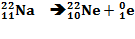 ²²₁₁Na ➔ ²²₁₀Ne + ⁰₁e